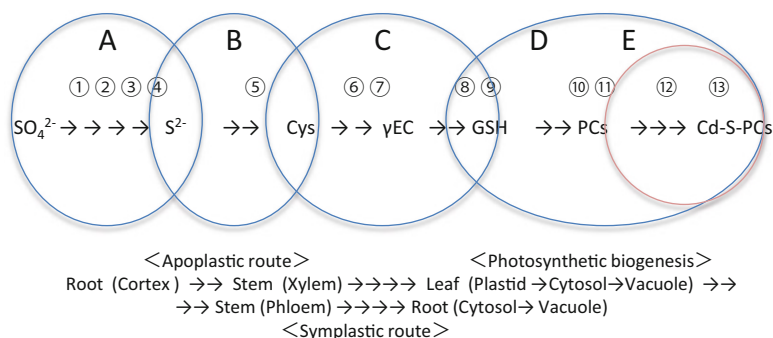 A B C D E
① ② ③ ④ ⑤ ⑥ ⑦ ⑧ ⑨ ⑩ ⑪ ⑫ ⑬
SO₄²⁻ → → → → S²⁻ → → Cys → → γEC → → GSH → → PCs → → → Cd-S-PCs
<Apoplastic route> <Photosynthetic biogenesis>
Root (Cortex ) →→ Stem (Xylem) →→→→ Leaf (Plastid →Cytosol→Vacuole) →→
→→ Stem (Phloem) →→→→ Root (Cytosol→ Vacuole)
<Symplastic route>